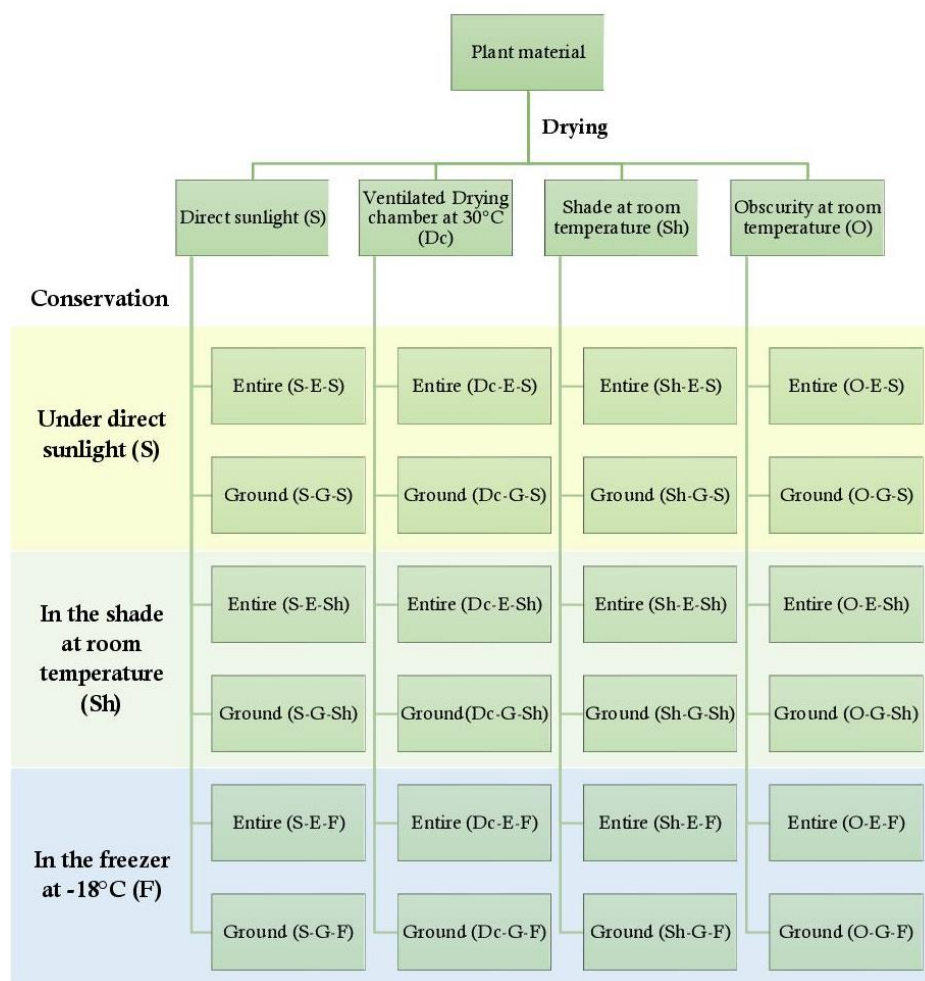 Plant material
Drying
Direct sunlight (S)
Ventilated Drying
chamber at 30°C
(Dc)
Shade at room
temperature (Sh)
Obscurity at room
temperature (O)
Conservation
Under direct
sunlight (S)
Entire (S-E-S)
Entire (Dc-E-S)
Entire (Sh-E-S)
Entire (O-E-S)
Ground (S-G-S)
Ground (Dc-G-S)
Ground (Sh-G-S)
Ground (O-G-S)
In the shade
at room
temperature
(Sh)
Entire (S-E-Sh)
Entire (Dc-E-Sh)
Entire (Sh-E-Sh)
Entire (O-E-Sh)
Ground (S-G-Sh)
Ground(Dc-G-Sh)
Ground (Sh-G-Sh)
Ground (O-G-Sh)
In the freezer
at -18°C (F)
Entire (S-E-F)
Entire (Dc-E-F)
Entire (Sh-E-F)
Entire (O-E-F)
Ground (S-G-F)
Ground (Dc-G-F)
Ground (Sh-G-F)
Ground (O-G-F)